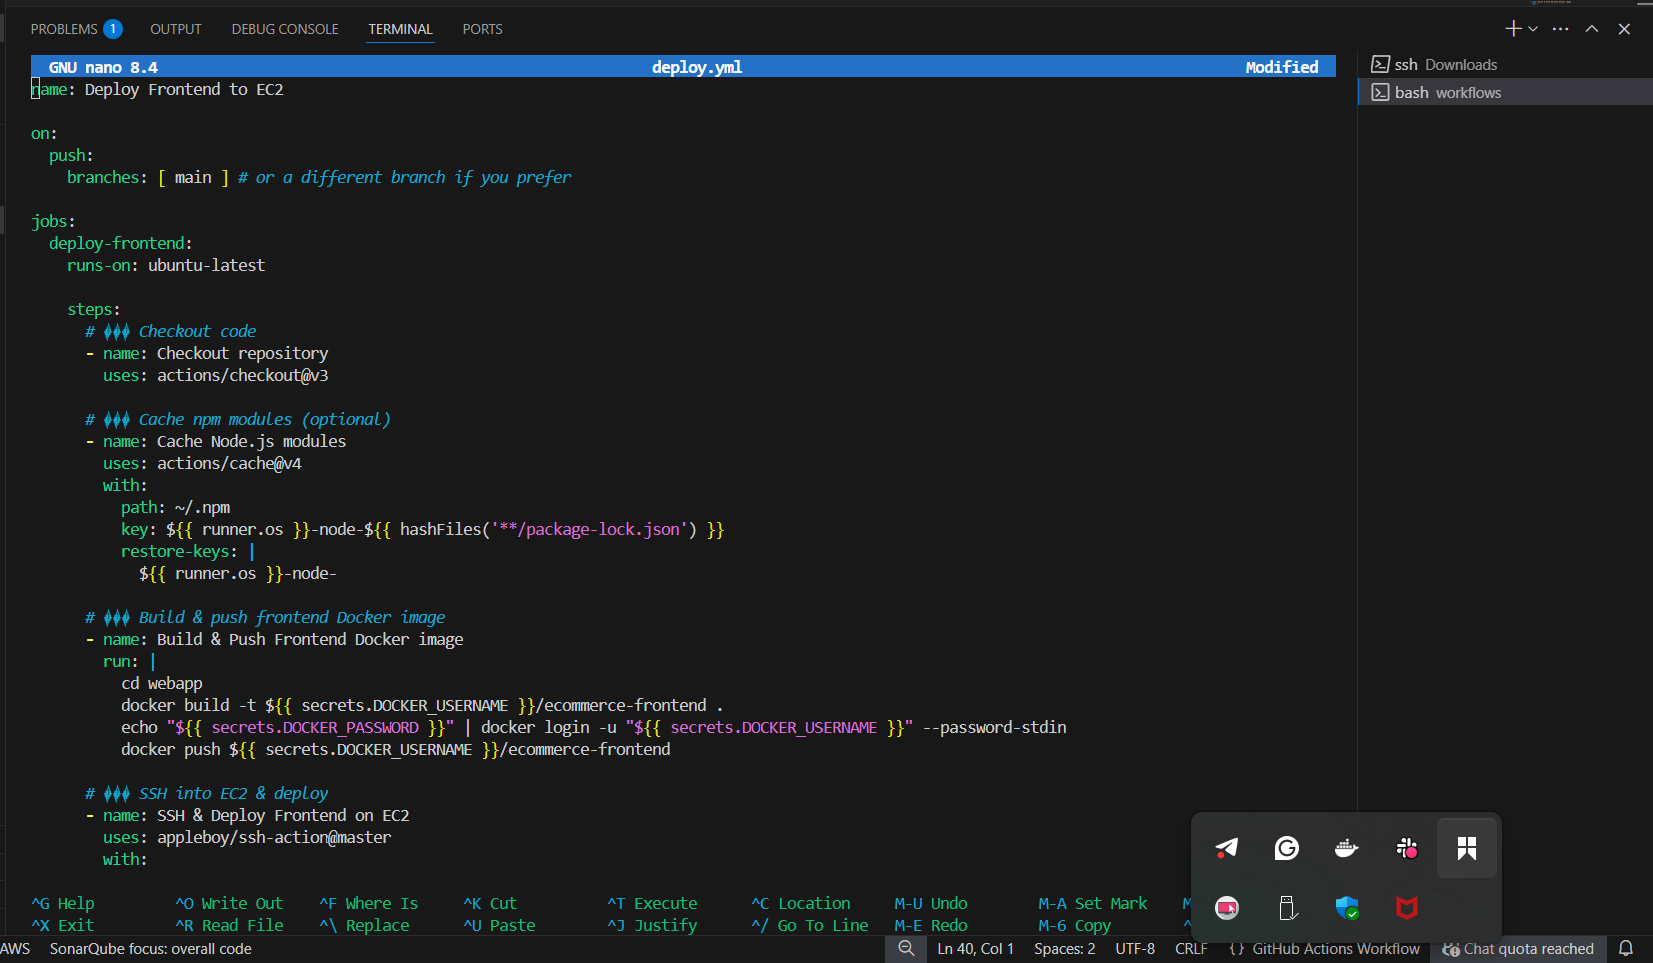 PROBLEMS 1 OUTPUT DEBUG CONSOLE TERMINAL PORTS
GNU nano 8.4 deploy.yml Modified
name: Deploy Frontend to EC2
on:
push:
branches: [ main ] # or a different branch if you prefer
jobs:
deploy-frontend:
runs-on: ubuntu-latest
steps:
# Checkout code
- name: Checkout repository
uses: actions/checkout@v3
# Cache npm modules (optional)
- name: Cache Node.js modules
uses: actions/cache@v4
with:
path: ~/.npm
key: ${{ runner.os }}-node-${{ hashFiles('**/package-lock.json') }}
restore-keys: |
${{ runner.os }}-node-
# Build & push frontend Docker image
- name: Build & Push Frontend Docker image
run: |
cd webapp
docker build -t ${{ secrets.DOCKER_USERNAME }}/ecommerce-frontend .
echo "${{ secrets.DOCKER_PASSWORD }}" | docker login -u "${{ secrets.DOCKER_USERNAME }}" --password-stdin
docker push ${{ secrets.DOCKER_USERNAME }}/ecommerce-frontend
# SSH into EC2 & deploy
- name: SSH & Deploy Frontend on EC2
uses: appleboy/ssh-action@master
with:
^G Help ^O Write Out ^F Where Is ^K Cut ^T Execute ^C Location M-U Undo M-A Set Mark M
^X Exit ^R Read File ^\ Replace ^U Paste ^J Justify ^/ Go To Line M-E Redo M-6 Copy ^
ssh Downloads
bash workflows
AWS SonarQube focus: overall code Ln 40, Col 1 Spaces: 2 UTF-8 CRLF {} GitHub Actions Workflow Chat quota reached